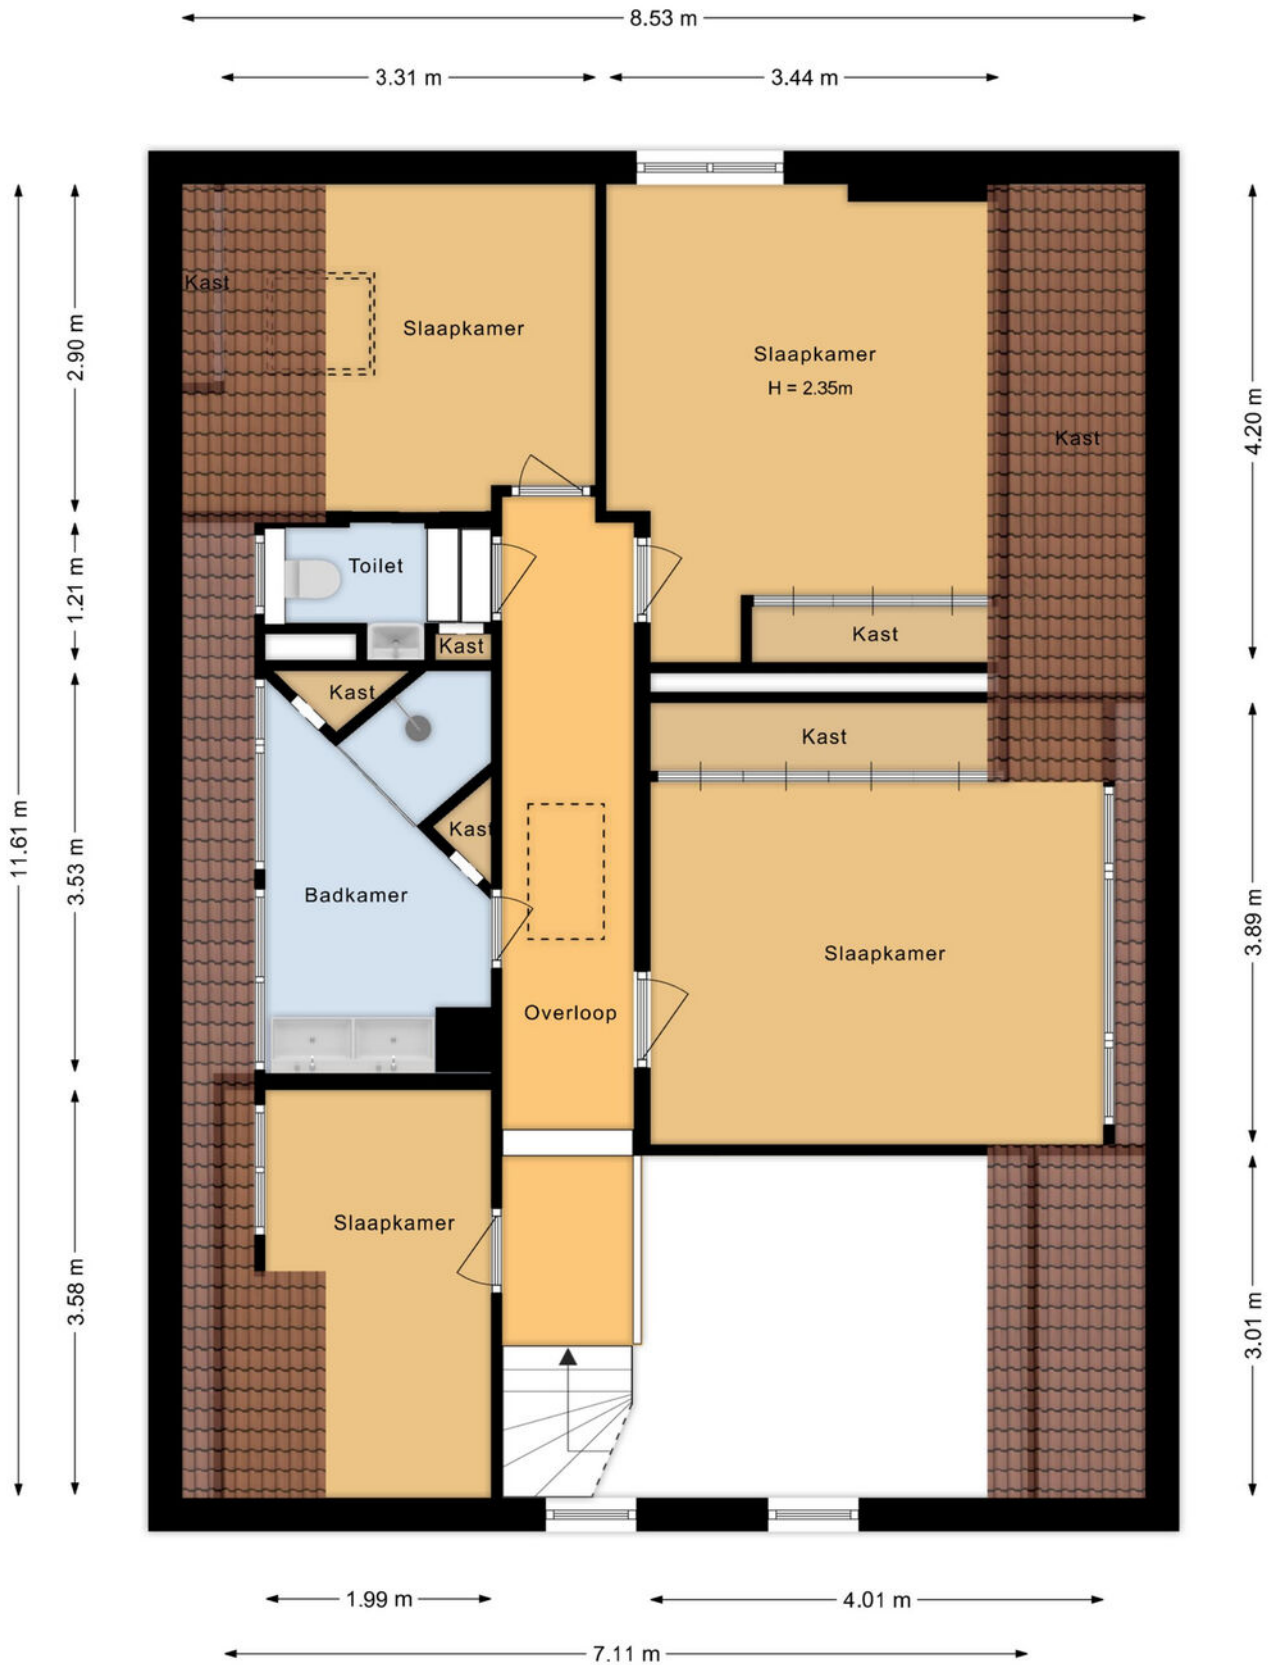 8.53 m
3.31 m
3.44 m
Kast
Slaapkamer
Slaapkamer
H = 2.35m
2.90 m
4.20 m
Kast
Toilet
1.21 m
Kast
Kast
Kast
Kast
Kast
11.61 m
3.53 m
Badkamer
3.89 m
Slaapkamer
Overloop
Slaapkamer
3.58 m
3.01 m
1.99 m
4.01 m
7.11 m